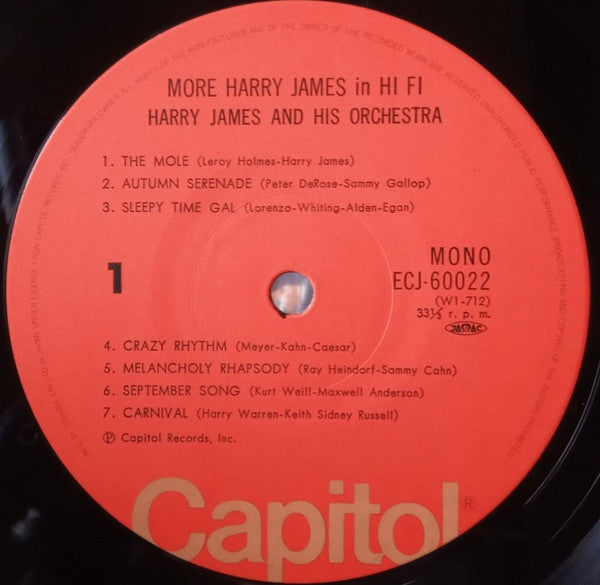 MORE HARRY JAMES in HI FI
HARRY JAMES AND HIS ORCHESTRA
1. THE MOLE (Leroy Holmes-Harry James)
2. AUTUMN SERENADE (Peter DeRose-Sammy Gallop)
3. SLEEPY TIME GAL (Lorenzo-Whiting-Alden-Egan)
1
MONO
ECJ-60022
(W1-712)
33⅓ r. p. m.
JASRAC
4. CRAZY RHYTHM (Meyer-Kahn-Caesar)
5. MELANCHOLY RHAPSODY (Ray Heindorf-Sammy Cahn)
6. SEPTEMBER SONG (Kurt Weill-Maxwell Anderson)
7. CARNIVAL (Harry Warren-Keith Sidney Russell)
Ⓟ Capitol Records, Inc.
Capitol®